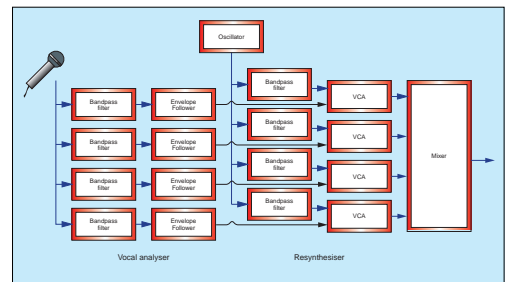 Oscillator
Bandpass
filter
VCA
Bandpass
filter
Envelope
Follower
Bandpass
filter
VCA
Bandpass
filter
Envelope
Follower
Mixer
Bandpass
filter
VCA
Bandpass
filter
Envelope
Follower
Bandpass
filter
VCA
Bandpass
filter
Envelope
Follower
Vocal analyser
Resynthesiser